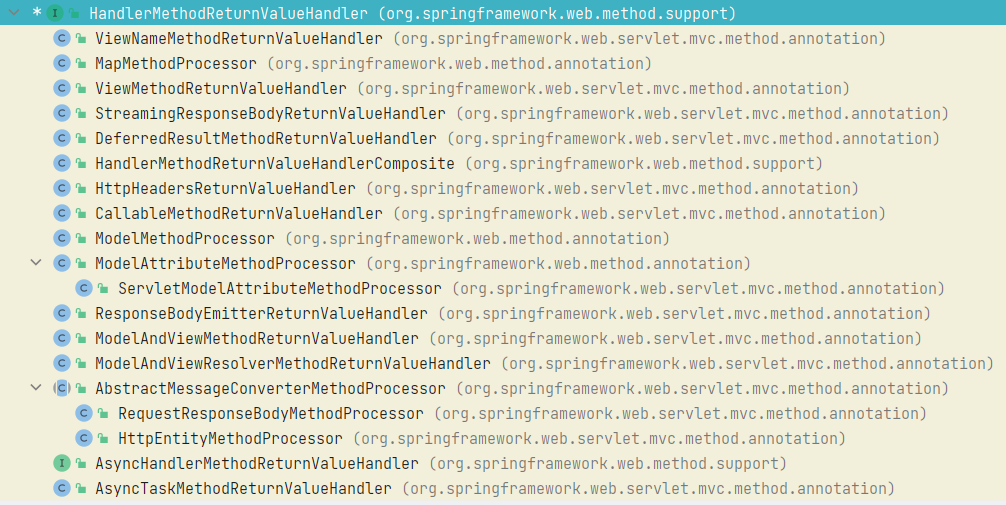 * I HandlerMethodReturnValueHandler (org.springframework.web.method.support)
C ViewNameMethodReturnValueHandler (org.springframework.web.servlet.mvc.method.annotation)
C MapMethodProcessor (org.springframework.web.method.annotation)
C ViewMethodReturnValueHandler (org.springframework.web.servlet.mvc.method.annotation)
C StreamingResponseBodyReturnValueHandler (org.springframework.web.servlet.mvc.method.annotation)
C DeferredResultMethodReturnValueHandler (org.springframework.web.servlet.mvc.method.annotation)
C HandlerMethodReturnValueHandlerComposite (org.springframework.web.method.support)
C HttpHeadersReturnValueHandler (org.springframework.web.servlet.mvc.method.annotation)
C CallableMethodReturnValueHandler (org.springframework.web.servlet.mvc.method.annotation)
C ModelMethodProcessor (org.springframework.web.method.annotation)
C ModelAttributeMethodProcessor (org.springframework.web.method.annotation)
C ServletModelAttributeMethodProcessor (org.springframework.web.servlet.mvc.method.annotation)
C ResponseBodyEmitterReturnValueHandler (org.springframework.web.servlet.mvc.method.annotation)
C ModelAndViewMethodReturnValueHandler (org.springframework.web.servlet.mvc.method.annotation)
C ModelAndViewResolverMethodReturnValueHandler (org.springframework.web.servlet.mvc.method.annotation)
C AbstractMessageConverterMethodProcessor (org.springframework.web.servlet.mvc.method.annotation)
C RequestResponseBodyMethodProcessor (org.springframework.web.servlet.mvc.method.annotation)
C HttpEntityMethodProcessor (org.springframework.web.servlet.mvc.method.annotation)
I AsyncHandlerMethodReturnValueHandler (org.springframework.web.method.support)
C AsyncTaskMethodReturnValueHandler (org.springframework.web.servlet.mvc.method.annotation)